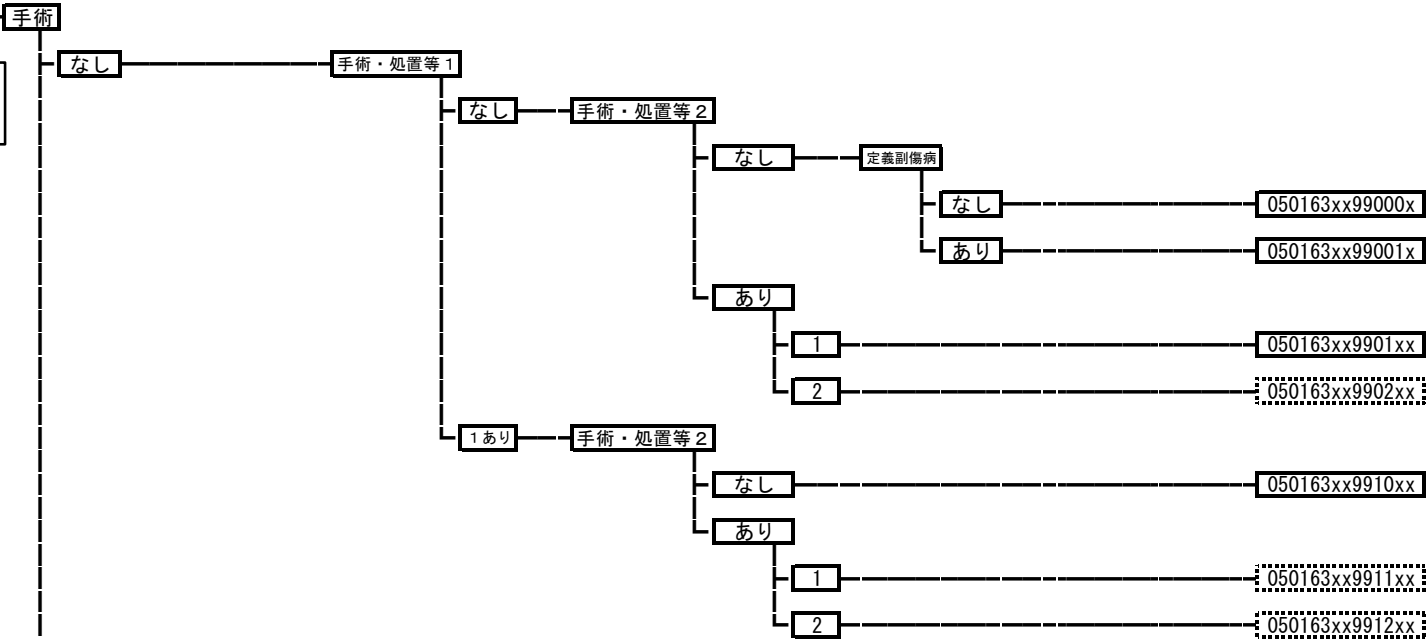 手術
なし 手術・処置等1
なし 手術・処置等2
なし 定義副傷病
なし 050163xx99000x
あり 050163xx99001x
あり
1 050163xx9901xx
2 050163xx9902xx
1あり 手術・処置等2
なし 050163xx9910xx
あり
1 050163xx9911xx
2 050163xx9912xx